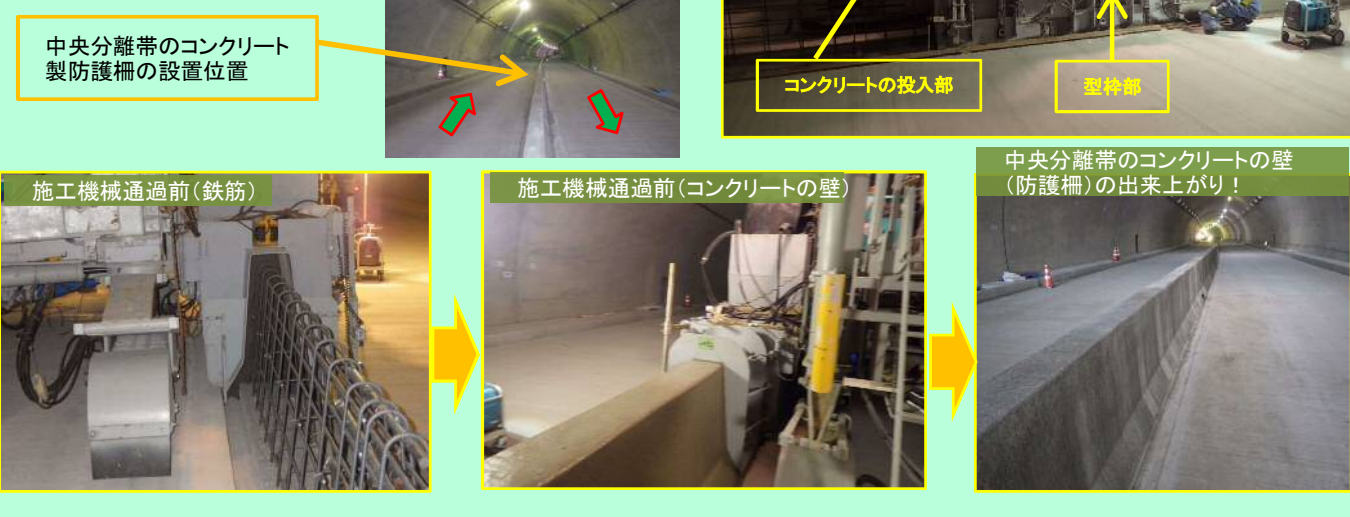 中央分離帯のコンクリート
製防護柵の設置位置
コンクリートの投入部
型枠部
施工機械通過前(鉄筋)
施工機械通過前(コンクリートの壁)
中央分離帯のコンクリートの壁
(防護柵)の出来上がり!